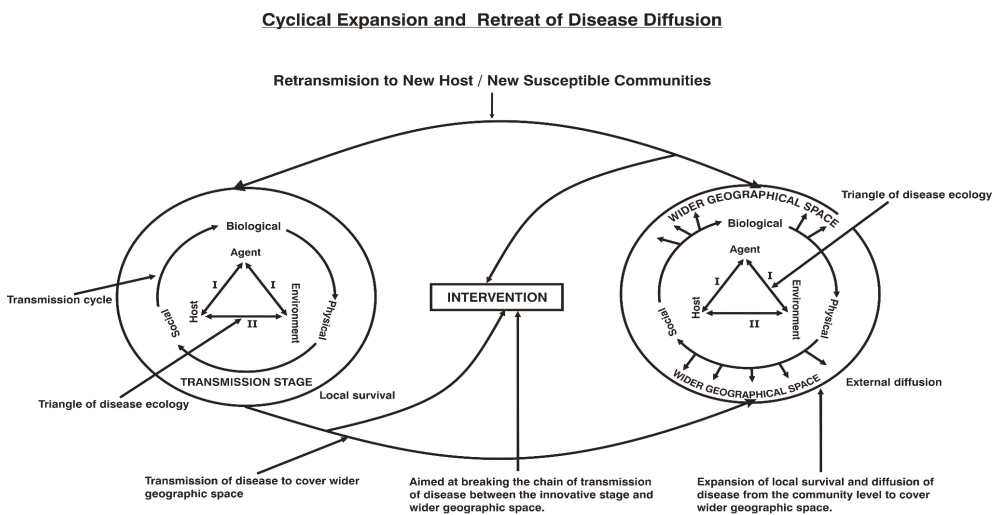 Cyclical Expansion and Retreat of Disease Diffusion
Retransmision to New Host / New Susceptible Communities
Biological
Agent
I
I
Host
Environment
II
Social
Physical
TRANSMISSION STAGE
Transmission cycle
Triangle of disease ecology
Local survival
INTERVENTION
WIDER GEOGRAPHICAL SPACE
Biological
Agent
I
I
Host
Environment
II
Social
Physical
WIDER GEOGRAPHICAL SPACE
Triangle of disease ecology
External diffusion
Transmission of disease to cover wider
geographic space
Aimed at breaking the chain of transmission
of disease between the innovative stage and
wider geographic space.
Expansion of local survival and diffusion of
disease from the community level to cover
wider geographic space.